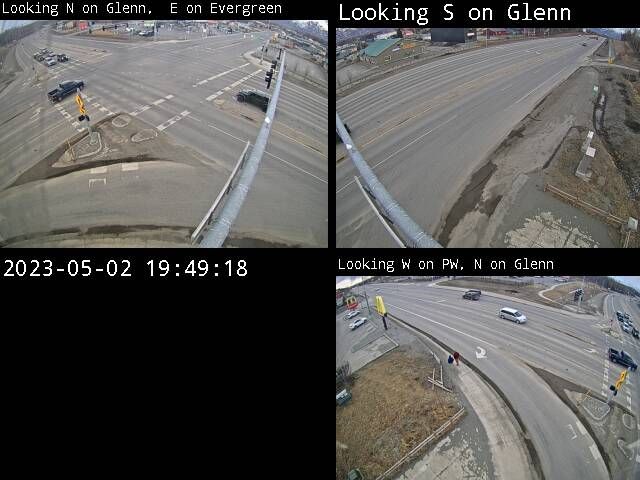 Looking N on Glenn, E on Evergreen
Looking S on Glenn
2023-05-02 19:49:18
Looking W on PW, N on Glenn